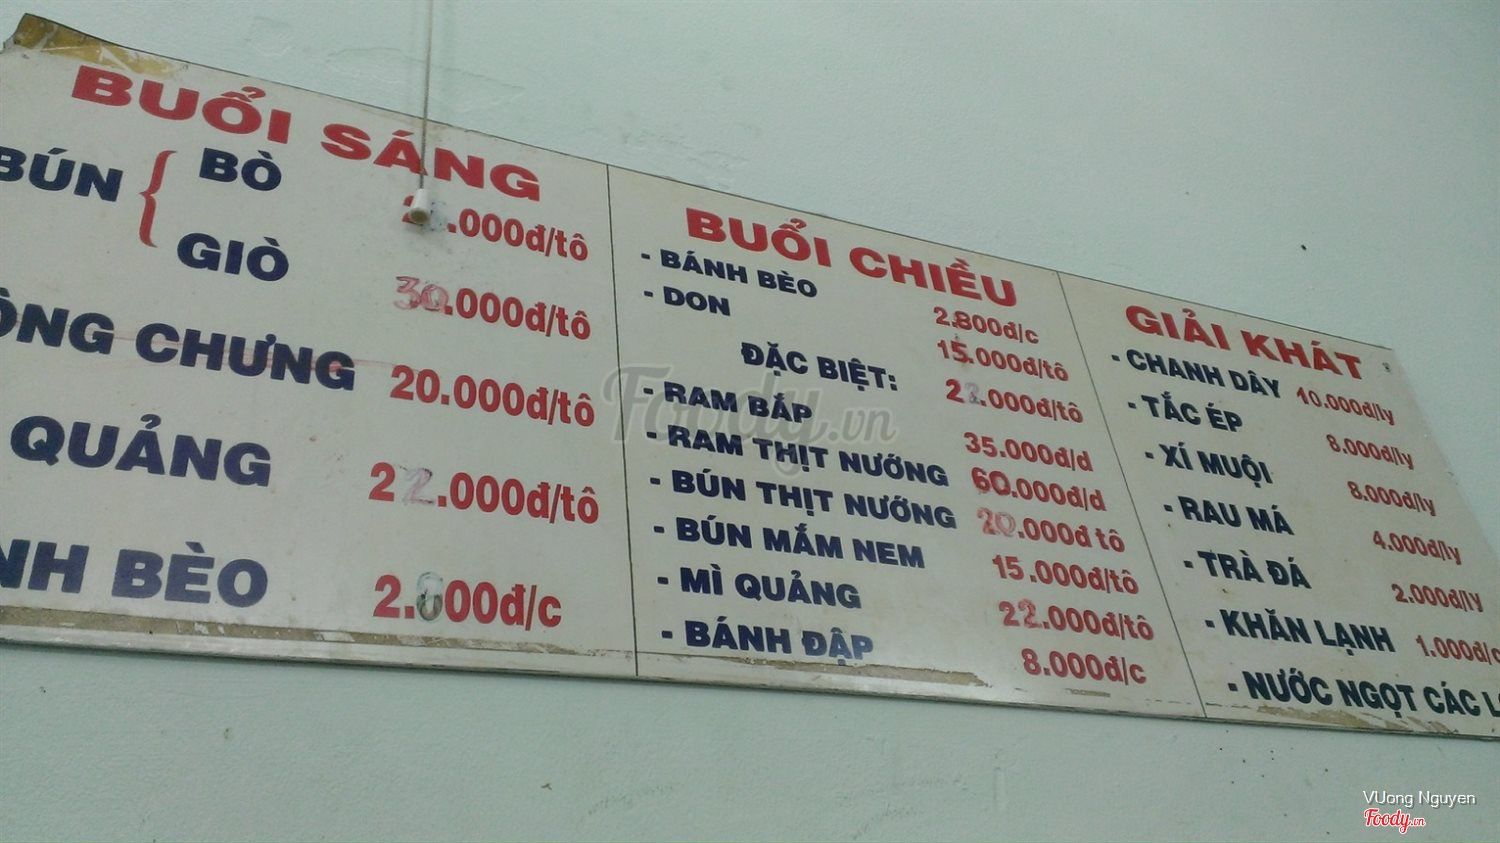 BUỔI SÁNG
BÚN { BÒ
.000đ/tô
GIÒ
30.000đ/tô
CHƯNG 20.000đ/tô
QUẢNG 22.000đ/tô
BÈO 2.800đ/c
BUỔI CHIỀU
- BÁNH BÈO 2.800đ/c
- DON 15.000đ/tô
ĐẶC BIỆT: 22.000đ/tô
- RAM BẮP 35.000đ/d
- RAM THỊT NƯỚNG 60.000đ/d
- BÚN THỊT NƯỚNG 20.000đ tô
- BÚN MẮM NEM 15.000đ/tô
- MÌ QUẢNG 22.000đ/tô
- BÁNH ĐẬP 8.000đ/c
GIẢI KHÁT
- CHANH DÂY 10.000đ/ly
- TẮC ÉP 8.000đ/ly
- XÍ MUỘI 8.000đ/ly
- RAU MÁ 4.000đ/ly
- TRÀ ĐÁ 2.000đ/ly
- KHĂN LẠNH 1.000đ/c
- NƯỚC NGỌT CÁC
Foody.vn
VUong Nguyen
Foody.vn